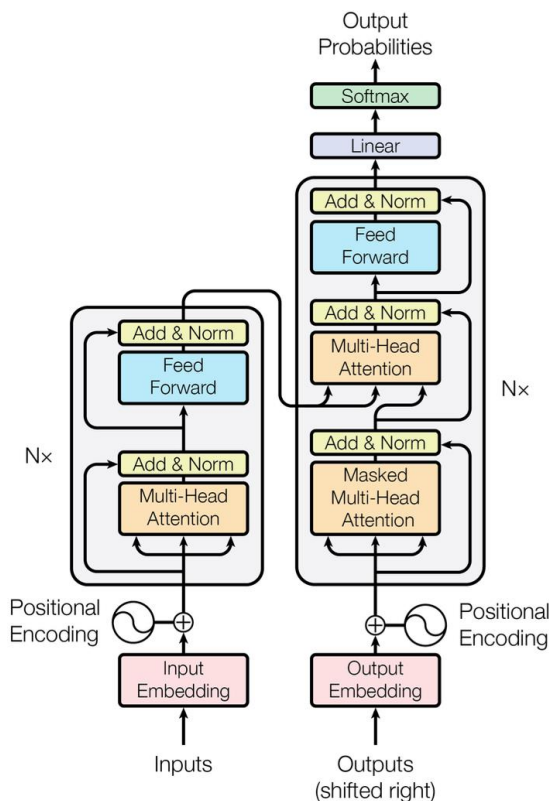 Output
Probabilities
Softmax
Linear
Add & Norm
Feed
Forward
Add & Norm
Multi-Head
Attention
Nx
Add & Norm
Masked
Multi-Head
Attention
Add & Norm
Feed
Forward
Nx
Add & Norm
Multi-Head
Attention
Positional
Encoding
Positional
Encoding
Input
Embedding
Output
Embedding
Inputs
Outputs
(shifted right)